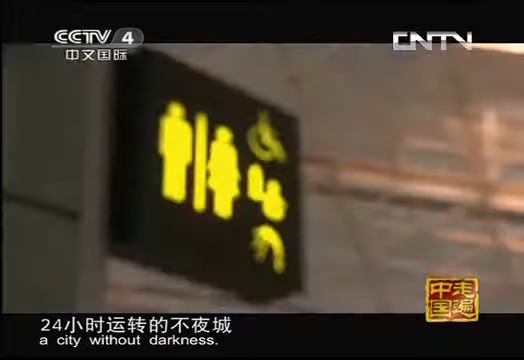 CCTV 4
中文国际
CNTV
走遍
中国
24小时运转的不夜城
a city without darkness.